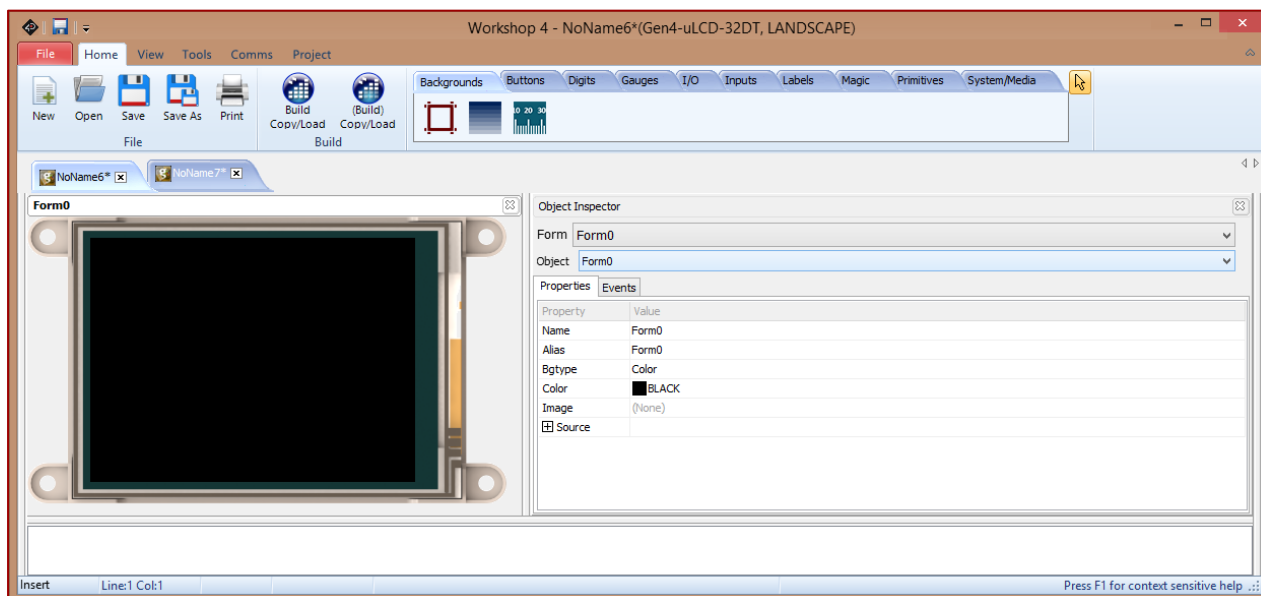 Workshop 4 - NoName6*(Gen4-uLCD-32DT, LANDSCAPE)
File Home View Tools Comms Project
Backgrounds Buttons Digits Gauges I/O Inputs Labels Magic Primitives System/Media
New Open Save Save As Print
Build Copy/Load
(Build) Copy/Load
10 20 30
File Build
NoName6* NoName7*
Form0
Object Inspector
Form Form0
Object Form0
Properties Events
Property Value
Name Form0
Alias Form0
Bgtype Color
Color BLACK
Image (None)
Source
Insert Line:1 Col:1 Press F1 for context sensitive help